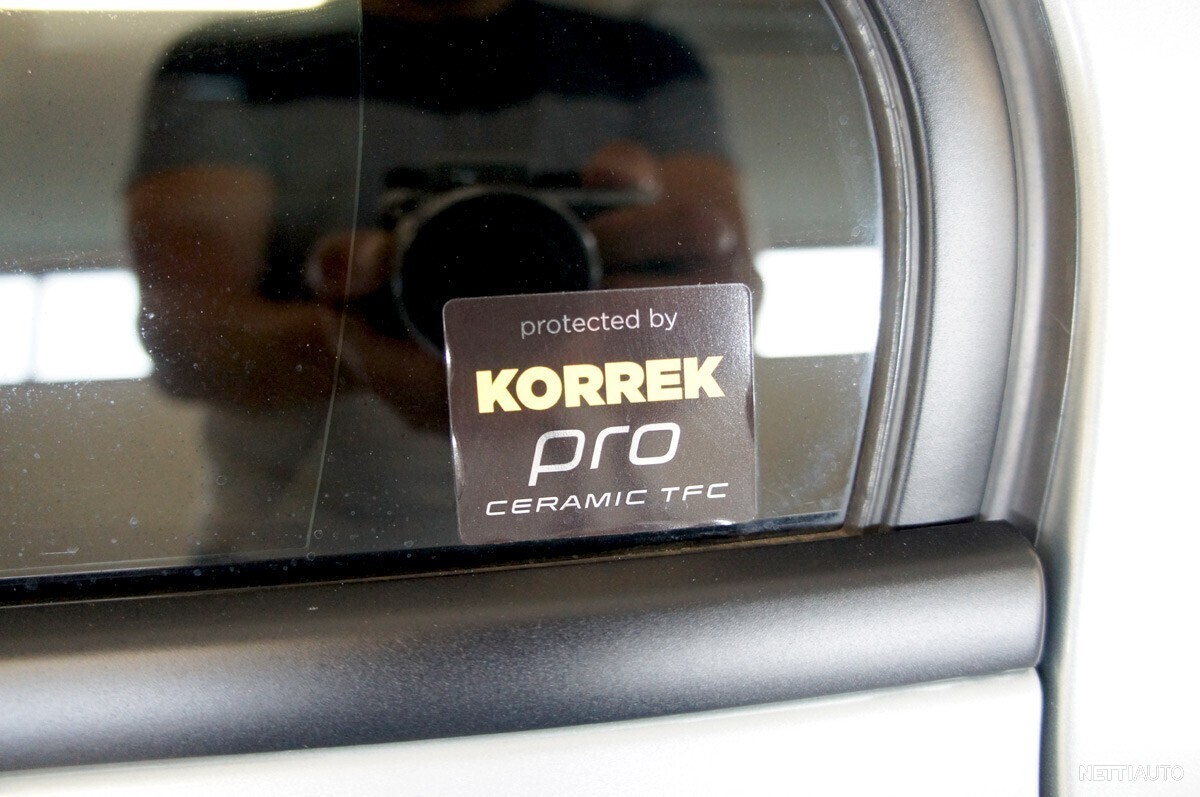 protected by
KORREK
pro
CERAMIC TFC
NETTIAUTO